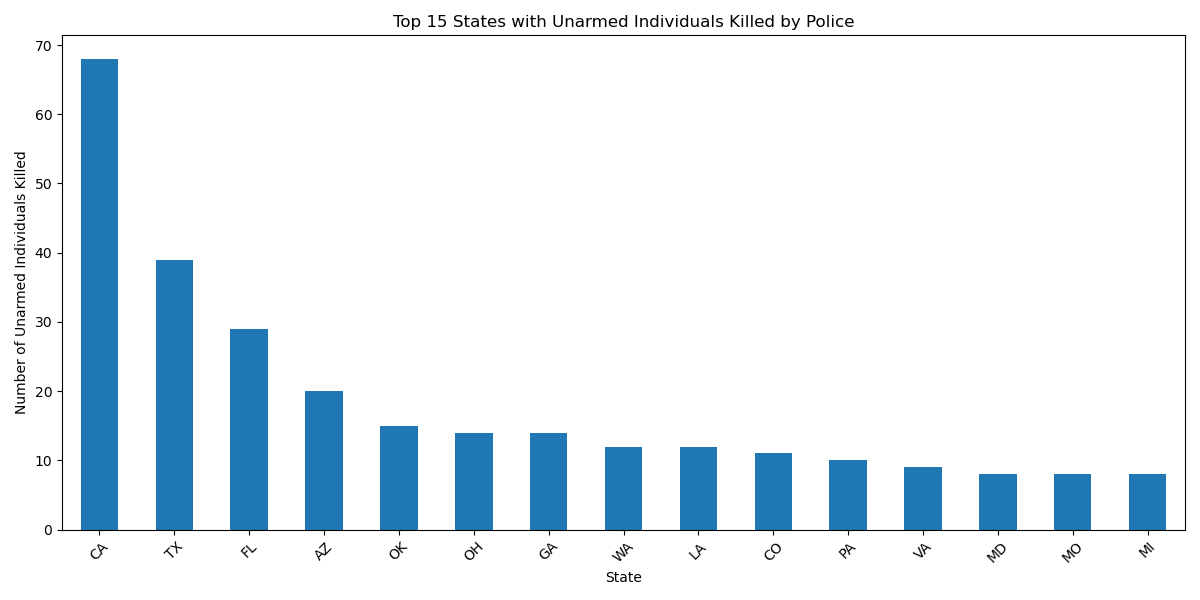 Top 15 States with Unarmed Individuals Killed by Police
Number of Unarmed Individuals Killed
70
60
50
40
30
20
10
0
CA TX FL AZ OK OH GA WA LA CO PA VA MD MO MI
State